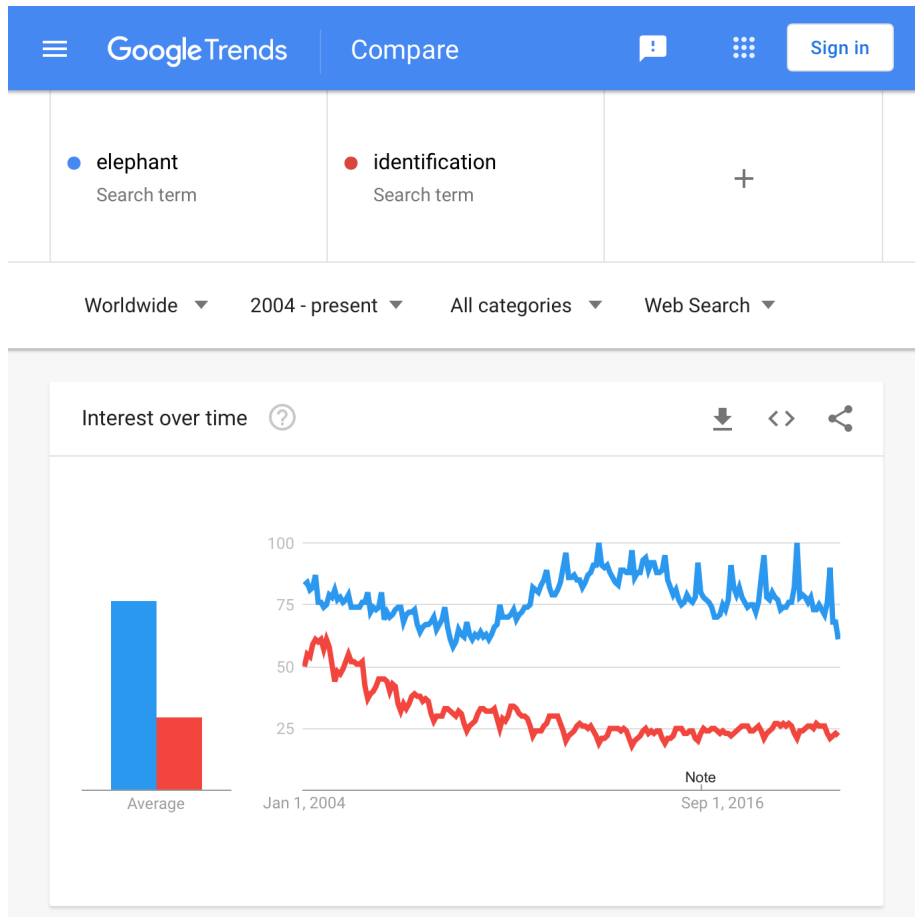 Google Trends Compare Sign in
elephant identification
Search term Search term
+
Worldwide 2004 - present All categories Web Search
Interest over time ?
100
75
50
25
Note
Average Jan 1, 2004 Sep 1, 2016